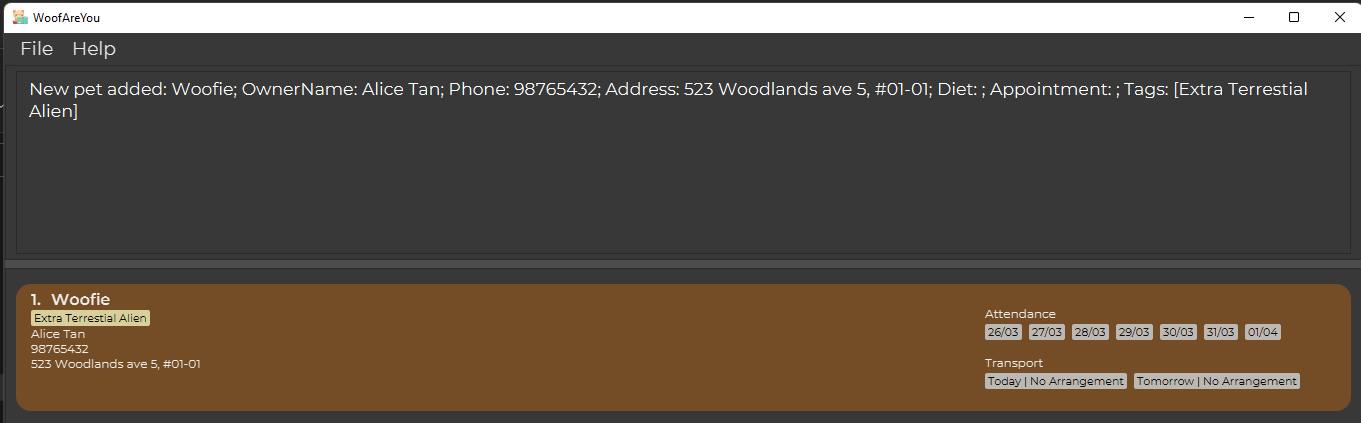 WoofAreYou
File Help
New pet added: Woofie; OwnerName: Alice Tan; Phone: 98765432; Address: 523 Woodlands ave 5, #01-01; Diet: ; Appointment: ; Tags: [Extra Terrestial
Alien]
1. Woofie
Extra Terrestial Alien
Alice Tan
98765432
523 Woodlands ave 5, #01-01
Attendance
26/03 27/03 28/03 29/03 30/03 31/03 01/04
Transport
Today | No Arrangement Tomorrow | No Arrangement